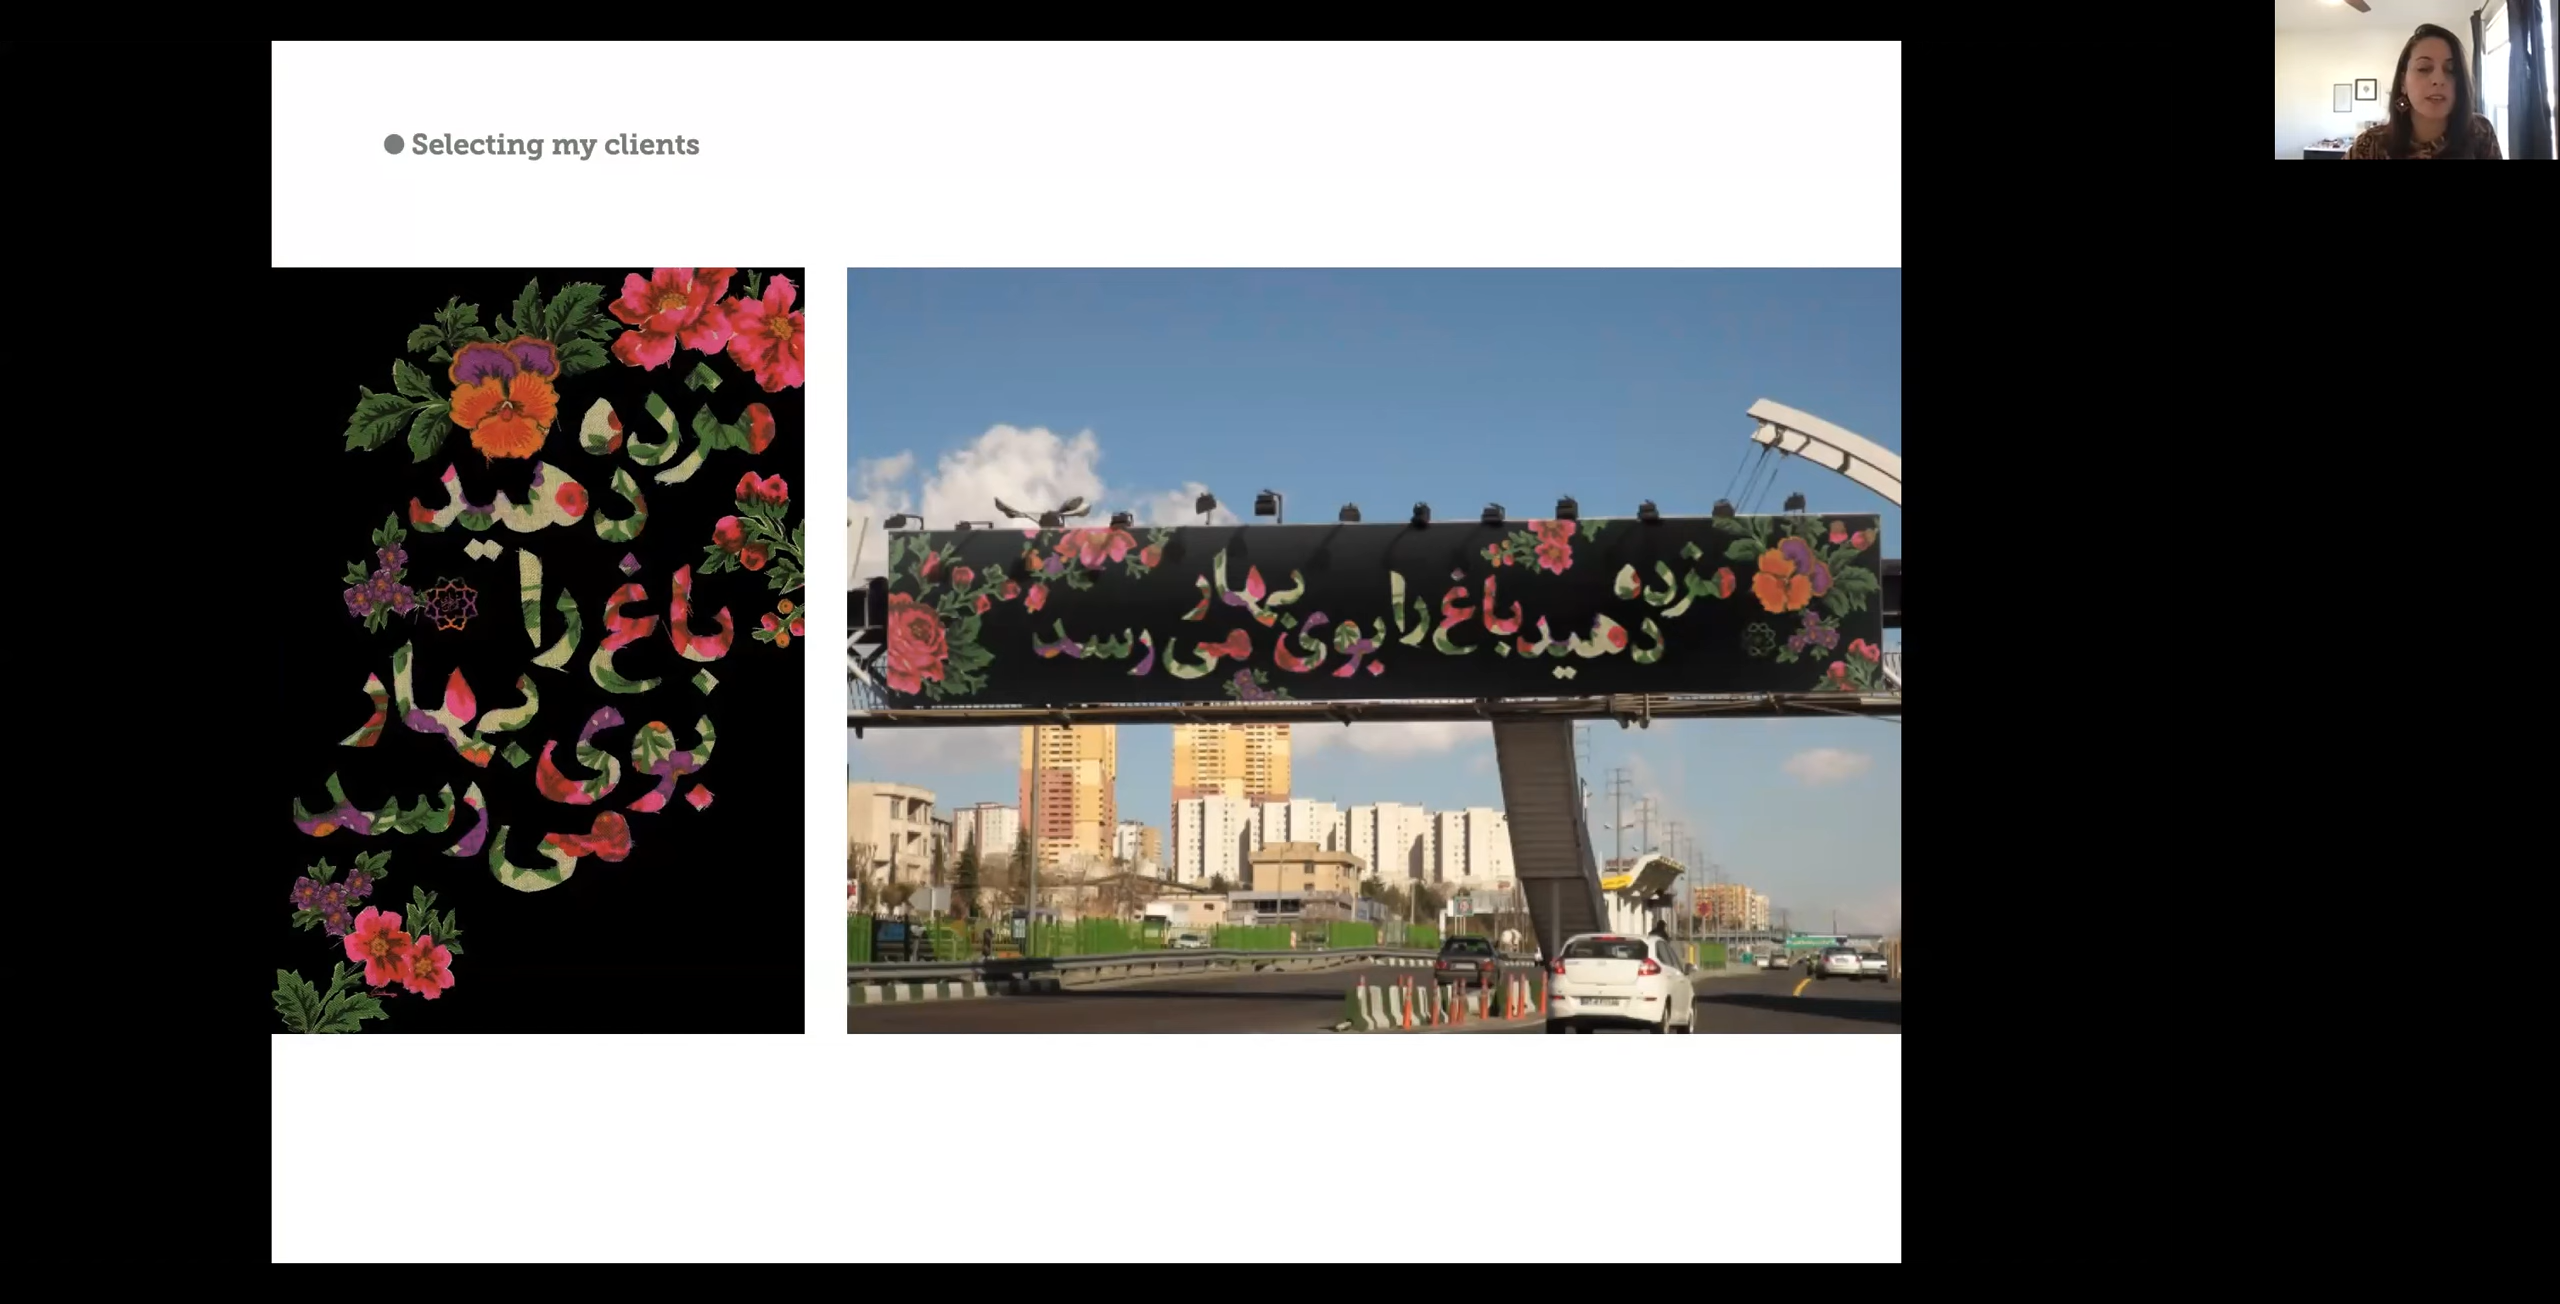 Selecting my clients
مژده
دهید
باغ را
بوی بهار
می رسد
مژده دهید باغ را بوی بهار می رسد